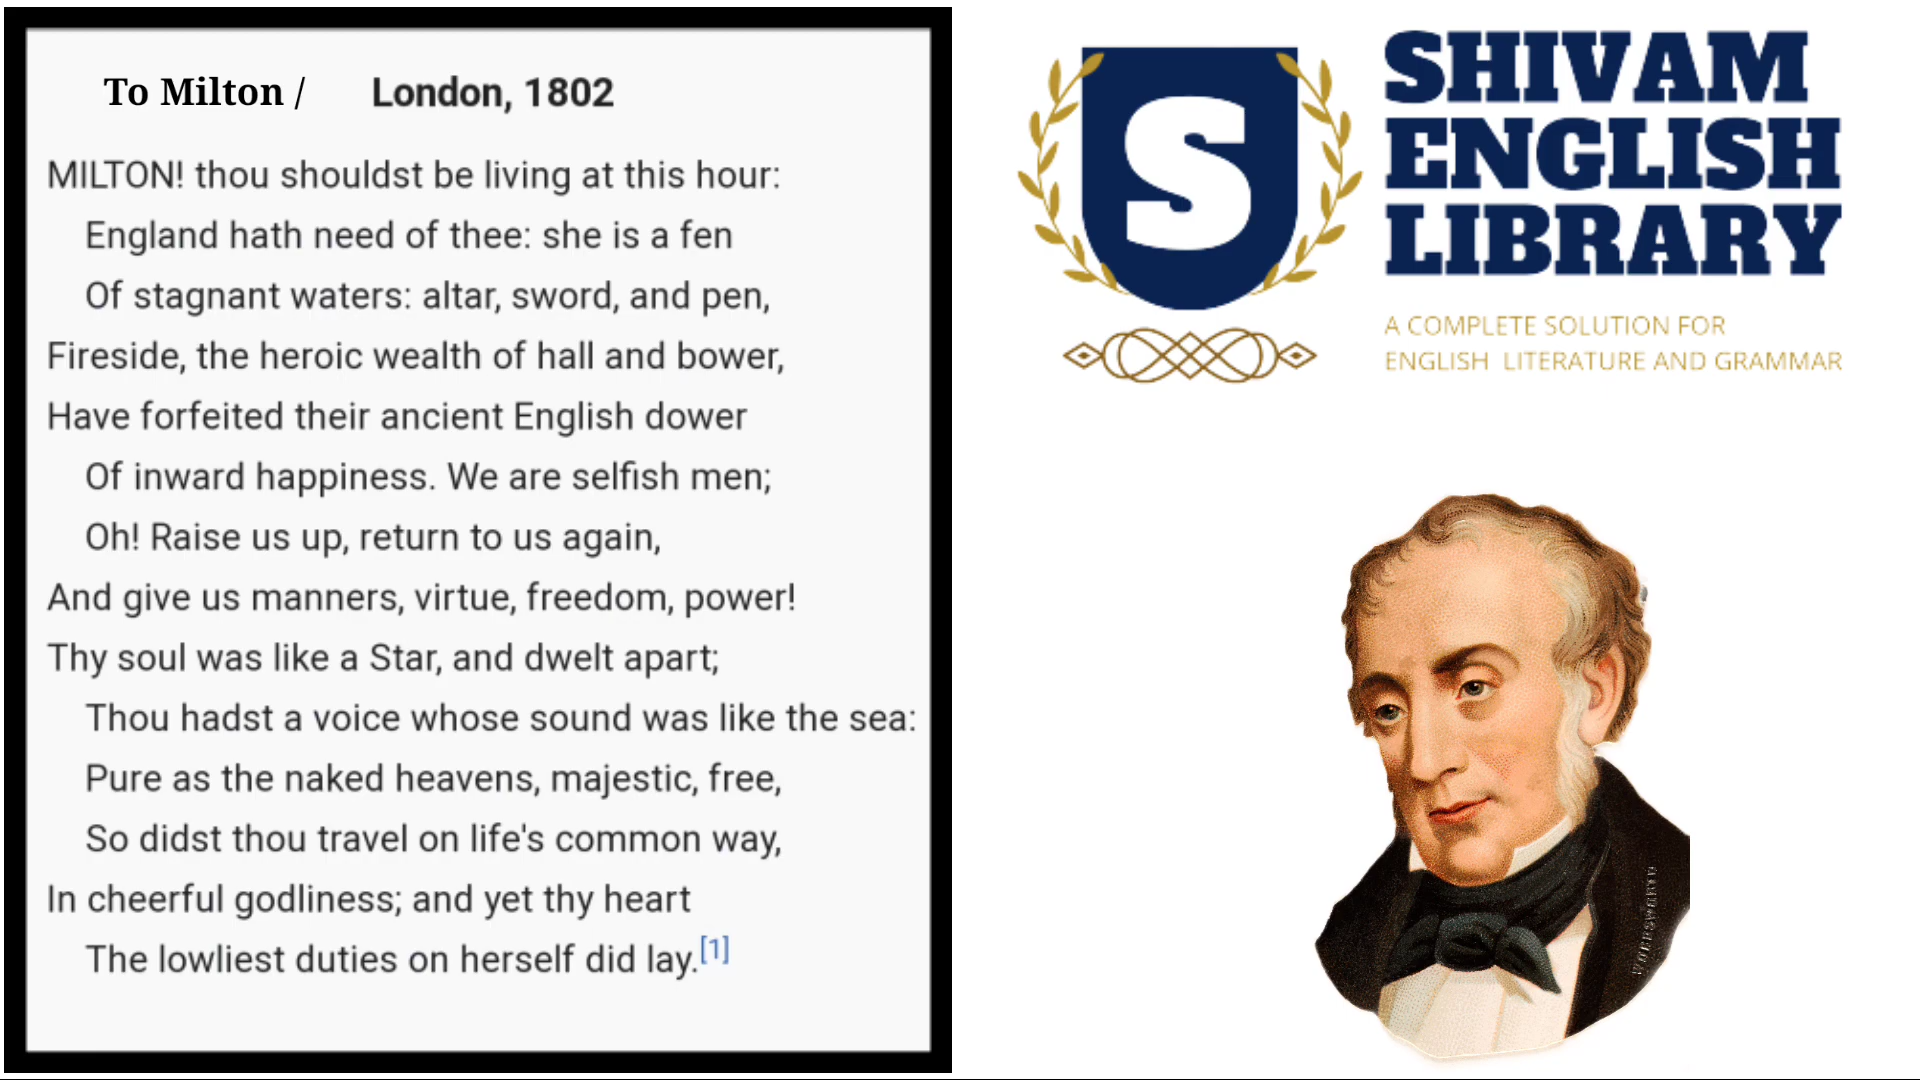 To Milton / London, 1802
MILTON! thou shouldst be living at this hour:
England hath need of thee: she is a fen
Of stagnant waters: altar, sword, and pen,
Fireside, the heroic wealth of hall and bower,
Have forfeited their ancient English dower
Of inward happiness. We are selfish men;
Oh! Raise us up, return to us again,
And give us manners, virtue, freedom, power!
Thy soul was like a Star, and dwelt apart;
Thou hadst a voice whose sound was like the sea:
Pure as the naked heavens, majestic, free,
So didst thou travel on life's common way,
In cheerful godliness; and yet thy heart
The lowliest duties on herself did lay.[1]
S
SHIVAM
ENGLISH
LIBRARY
A COMPLETE SOLUTION FOR
ENGLISH LITERATURE AND GRAMMAR
WORDSWORTH